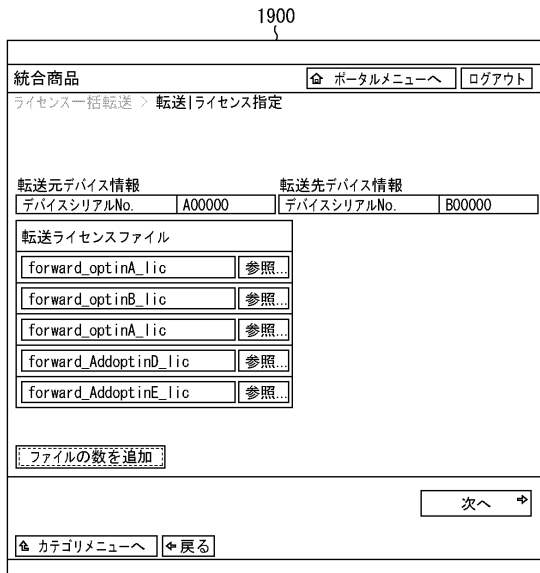 1900
統合商品 ポータルメニューへ ログアウト
ライセンス一括転送 > 転送|ライセンス指定
転送元デバイス情報 転送先デバイス情報
デバイスシリアルNo. A00000 デバイスシリアルNo. B00000
転送ライセンスファイル
forward_optinA_lic 参照...
forward_optinB_lic 参照...
forward_optinA_lic 参照...
forward_AddoptinD_lic 参照...
forward_AddoptinE_lic 参照...
ファイルの数を追加
次へ
カテゴリメニューへ 戻る